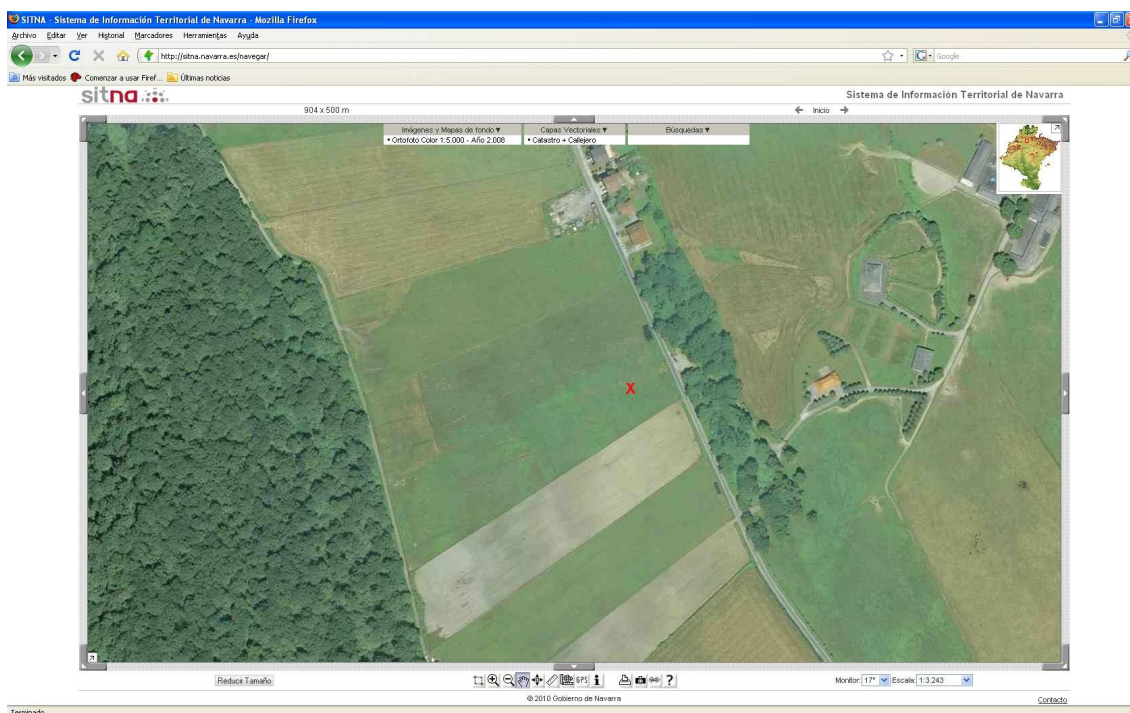 SITNA - Sistema de Información Territorial de Navarra - Mozilla Firefox
Archivo Editar Ver Historial Marcadores Herramientas Ayuda
http://sitna.navarra.es/navegar/
Google
Más visitados Comenzar a usar Firef... Últimas noticias
sitna
Sistema de Información Territorial de Navarra
904 x 500 m
Inicio
Imágenes y Mapas de fondo ▼ Capas Vectoriales ▼ Búsquedas ▼
• Ortofoto Color 1:5.000 - Año 2.008 • Catastro + Callejero
X
Reducir Tamaño
GPS i ?
Monitor: 17" Escala: 1:3.243
© 2010 Gobierno de Navarra
Contacto
Terminado